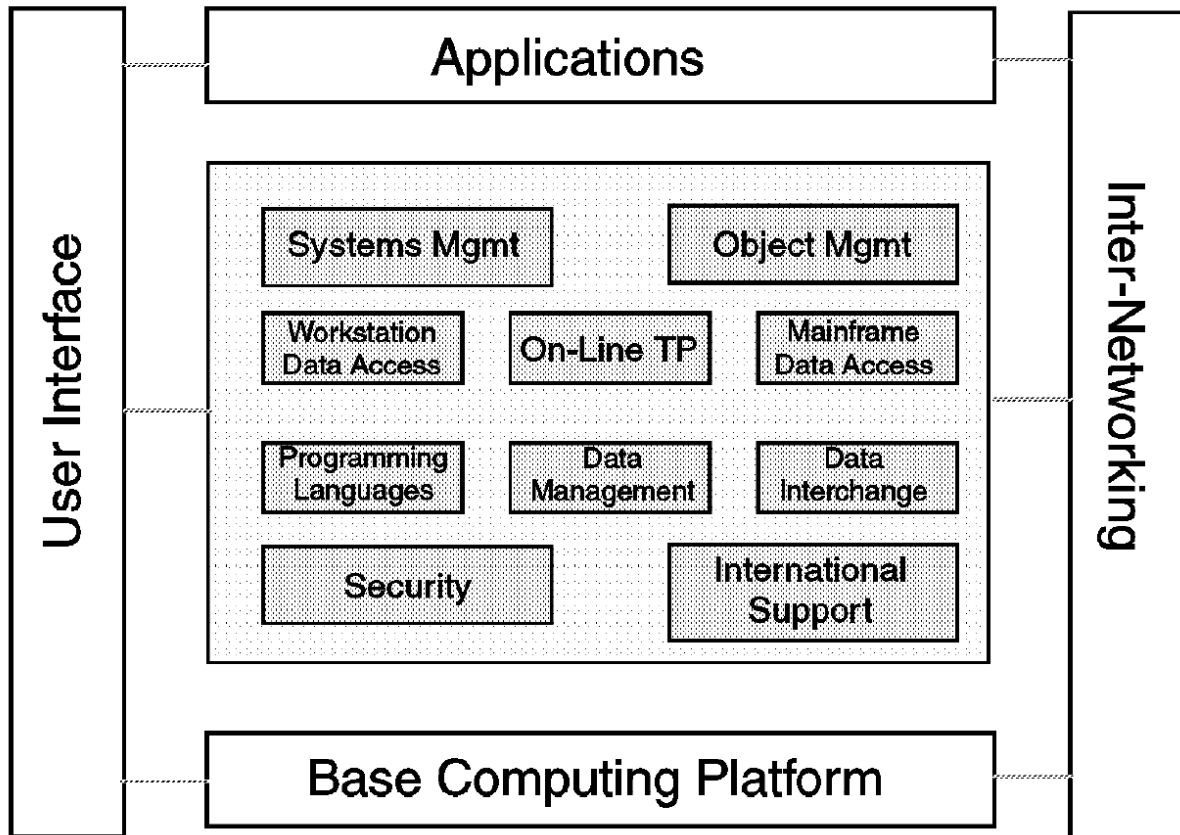 Applications
User Interface
Inter-Networking
Systems Mgmt
Object Mgmt
Workstation
Data Access
On-Line TP
Mainframe
Data Access
Programming
Languages
Data
Management
Data
Interchange
Security
International
Support
Base Computing Platform